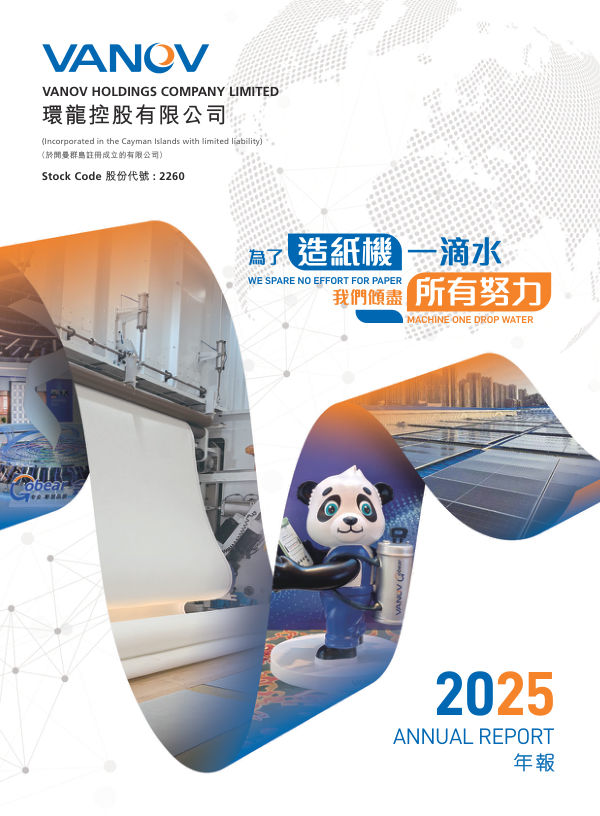 VANOV
VANOV HOLDINGS COMPANY LIMITED
環龍控股有限公司
(Incorporated in the Cayman Islands with limited liability)
(於開曼群島註冊成立的有限公司)
Stock Code 股份代號 : 2260
為了 造紙機 一滴水
WE SPARE NO EFFORT FOR PAPER
我們傾盡 所有努力
MACHINE ONE DROP WATER
Gobear
VANOV Gobear
2025
ANNUAL REPORT
年報